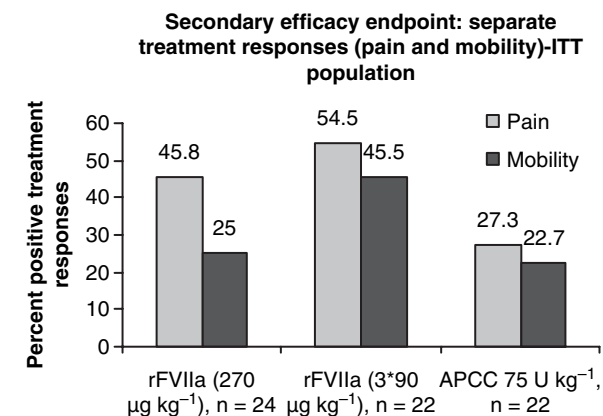 Secondary efficacy endpoint: separate
treatment responses (pain and mobility)-ITT
population
Percent positive treatment
responses
60
50
40
30
20
10
0
45.8
25
54.5
45.5
27.3
22.7
Pain
Mobility
rFVIIa (270
µg kg⁻¹), n = 24
rFVIIa (3*90
µg kg⁻¹), n = 22
APCC 75 U kg⁻¹,
n = 22